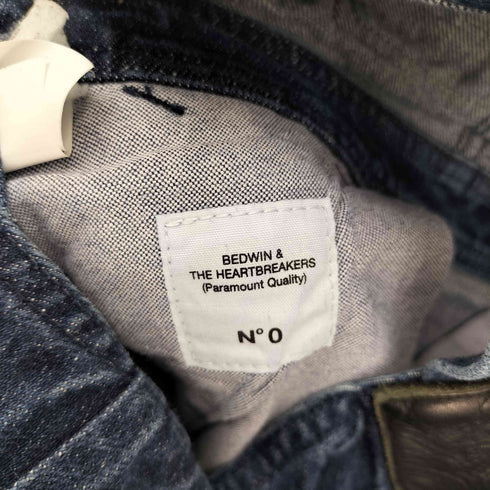 BEDWIN &
THE HEARTBREAKERS
(Paramount Quality)
N° 0